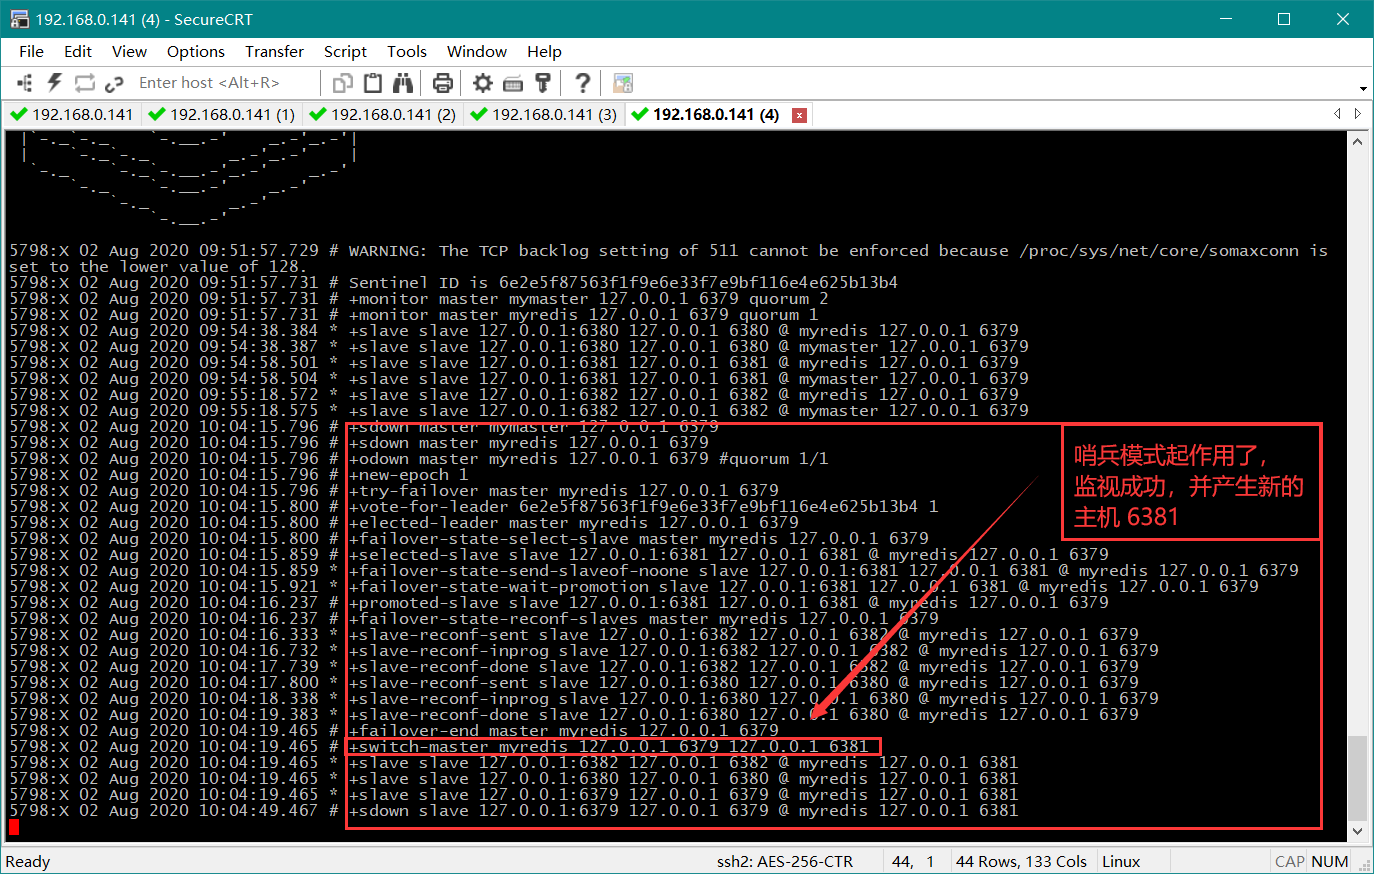 192.168.0.141 (4) - SecureCRT
File Edit View Options Transfer Script Tools Window Help
Enter host <Alt+R>
192.168.0.141 192.168.0.141 (1) 192.168.0.141 (2) 192.168.0.141 (3) 192.168.0.141 (4)
5798:X 02 Aug 2020 09:51:57.729 # WARNING: The TCP backlog setting of 511 cannot be enforced because /proc/sys/net/core/somaxconn is
set to the lower value of 128.
5798:X 02 Aug 2020 09:51:57.731 # Sentinel ID is 6e2e5f87563f1f9e6e33f7e9bf116e4e625b13b4
5798:X 02 Aug 2020 09:51:57.731 # +monitor master mymaster 127.0.0.1 6379 quorum 2
5798:X 02 Aug 2020 09:51:57.731 # +monitor master myredis 127.0.0.1 6379 quorum 1
5798:X 02 Aug 2020 09:54:38.384 * +slave slave 127.0.0.1:6380 127.0.0.1 6380 @ myredis 127.0.0.1 6379
5798:X 02 Aug 2020 09:54:38.387 * +slave slave 127.0.0.1:6380 127.0.0.1 6380 @ mymaster 127.0.0.1 6379
5798:X 02 Aug 2020 09:54:58.501 * +slave slave 127.0.0.1:6381 127.0.0.1 6381 @ myredis 127.0.0.1 6379
5798:X 02 Aug 2020 09:54:58.504 * +slave slave 127.0.0.1:6381 127.0.0.1 6381 @ mymaster 127.0.0.1 6379
5798:X 02 Aug 2020 09:55:18.572 * +slave slave 127.0.0.1:6382 127.0.0.1 6382 @ myredis 127.0.0.1 6379
5798:X 02 Aug 2020 09:55:18.575 * +slave slave 127.0.0.1:6382 127.0.0.1 6382 @ mymaster 127.0.0.1 6379
5798:X 02 Aug 2020 10:04:15.796 # +sdown master mymaster 127.0.0.1 6379
5798:X 02 Aug 2020 10:04:15.796 # +sdown master myredis 127.0.0.1 6379
5798:X 02 Aug 2020 10:04:15.796 # +odown master myredis 127.0.0.1 6379 #quorum 1/1
5798:X 02 Aug 2020 10:04:15.796 # +new-epoch 1
5798:X 02 Aug 2020 10:04:15.796 # +try-failover master myredis 127.0.0.1 6379
5798:X 02 Aug 2020 10:04:15.800 # +vote-for-leader 6e2e5f87563f1f9e6e33f7e9bf116e4e625b13b4 1
5798:X 02 Aug 2020 10:04:15.800 # +elected-leader master myredis 127.0.0.1 6379
5798:X 02 Aug 2020 10:04:15.800 # +failover-state-select-slave master myredis 127.0.0.1 6379
5798:X 02 Aug 2020 10:04:15.859 # +selected-slave slave 127.0.0.1:6381 127.0.0.1 6381 @ myredis 127.0.0.1 6379
5798:X 02 Aug 2020 10:04:15.859 * +failover-state-send-slaveof-noone slave 127.0.0.1:6381 127.0.0.1 6381 @ myredis 127.0.0.1 6379
5798:X 02 Aug 2020 10:04:15.921 * +failover-state-wait-promotion slave 127.0.0.1:6381 127.0.0.1 6381 @ myredis 127.0.0.1 6379
5798:X 02 Aug 2020 10:04:16.237 # +promoted-slave slave 127.0.0.1:6381 127.0.0.1 6381 @ myredis 127.0.0.1 6379
5798:X 02 Aug 2020 10:04:16.237 # +failover-state-reconf-slaves master myredis 127.0.0.1 6379
5798:X 02 Aug 2020 10:04:16.333 * +slave-reconf-sent slave 127.0.0.1:6382 127.0.0.1 6382 @ myredis 127.0.0.1 6379
5798:X 02 Aug 2020 10:04:16.732 * +slave-reconf-inprog slave 127.0.0.1:6382 127.0.0.1 6382 @ myredis 127.0.0.1 6379
5798:X 02 Aug 2020 10:04:17.739 * +slave-reconf-done slave 127.0.0.1:6382 127.0.0.1 6382 @ myredis 127.0.0.1 6379
5798:X 02 Aug 2020 10:04:17.800 * +slave-reconf-sent slave 127.0.0.1:6380 127.0.0.1 6380 @ myredis 127.0.0.1 6379
5798:X 02 Aug 2020 10:04:18.338 * +slave-reconf-inprog slave 127.0.0.1:6380 127.0.0.1 6380 @ myredis 127.0.0.1 6379
5798:X 02 Aug 2020 10:04:19.383 * +slave-reconf-done slave 127.0.0.1:6380 127.0.0.1 6380 @ myredis 127.0.0.1 6379
5798:X 02 Aug 2020 10:04:19.465 # +failover-end master myredis 127.0.0.1 6379
5798:X 02 Aug 2020 10:04:19.465 # +switch-master myredis 127.0.0.1 6379 127.0.0.1 6381
5798:X 02 Aug 2020 10:04:19.465 * +slave slave 127.0.0.1:6382 127.0.0.1 6382 @ myredis 127.0.0.1 6381
5798:X 02 Aug 2020 10:04:19.465 * +slave slave 127.0.0.1:6380 127.0.0.1 6380 @ myredis 127.0.0.1 6381
5798:X 02 Aug 2020 10:04:19.465 * +slave slave 127.0.0.1:6379 127.0.0.1 6379 @ myredis 127.0.0.1 6381
5798:X 02 Aug 2020 10:04:49.467 # +sdown slave 127.0.0.1:6379 127.0.0.1 6379 @ myredis 127.0.0.1 6381
哨兵模式起作用了，
监视成功，并产生新的
主机 6381
Ready ssh2: AES-256-CTR 44, 1 44 Rows, 133 Cols Linux CAP NUM